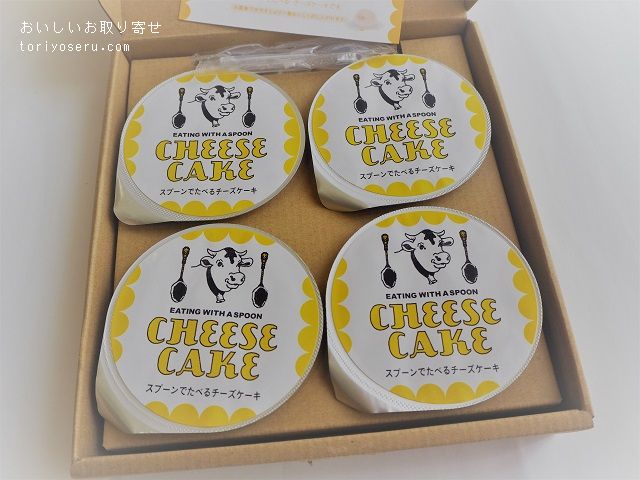 おいしいお取り寄せ
toriyoseru.com
EATING WITH A SPOON
CHEESE
CAKE
スプーンでたべるチーズケーキ
EATING WITH A SPOON
CHEESE
CAKE
スプーンでたべるチーズケーキ
EATING WITH A SPOON
CHEESE
CAKE
スプーンでたべるチーズケーキ
EATING WITH A SPOON
CHEESE
CAKE
スプーンでたべるチーズケーキ